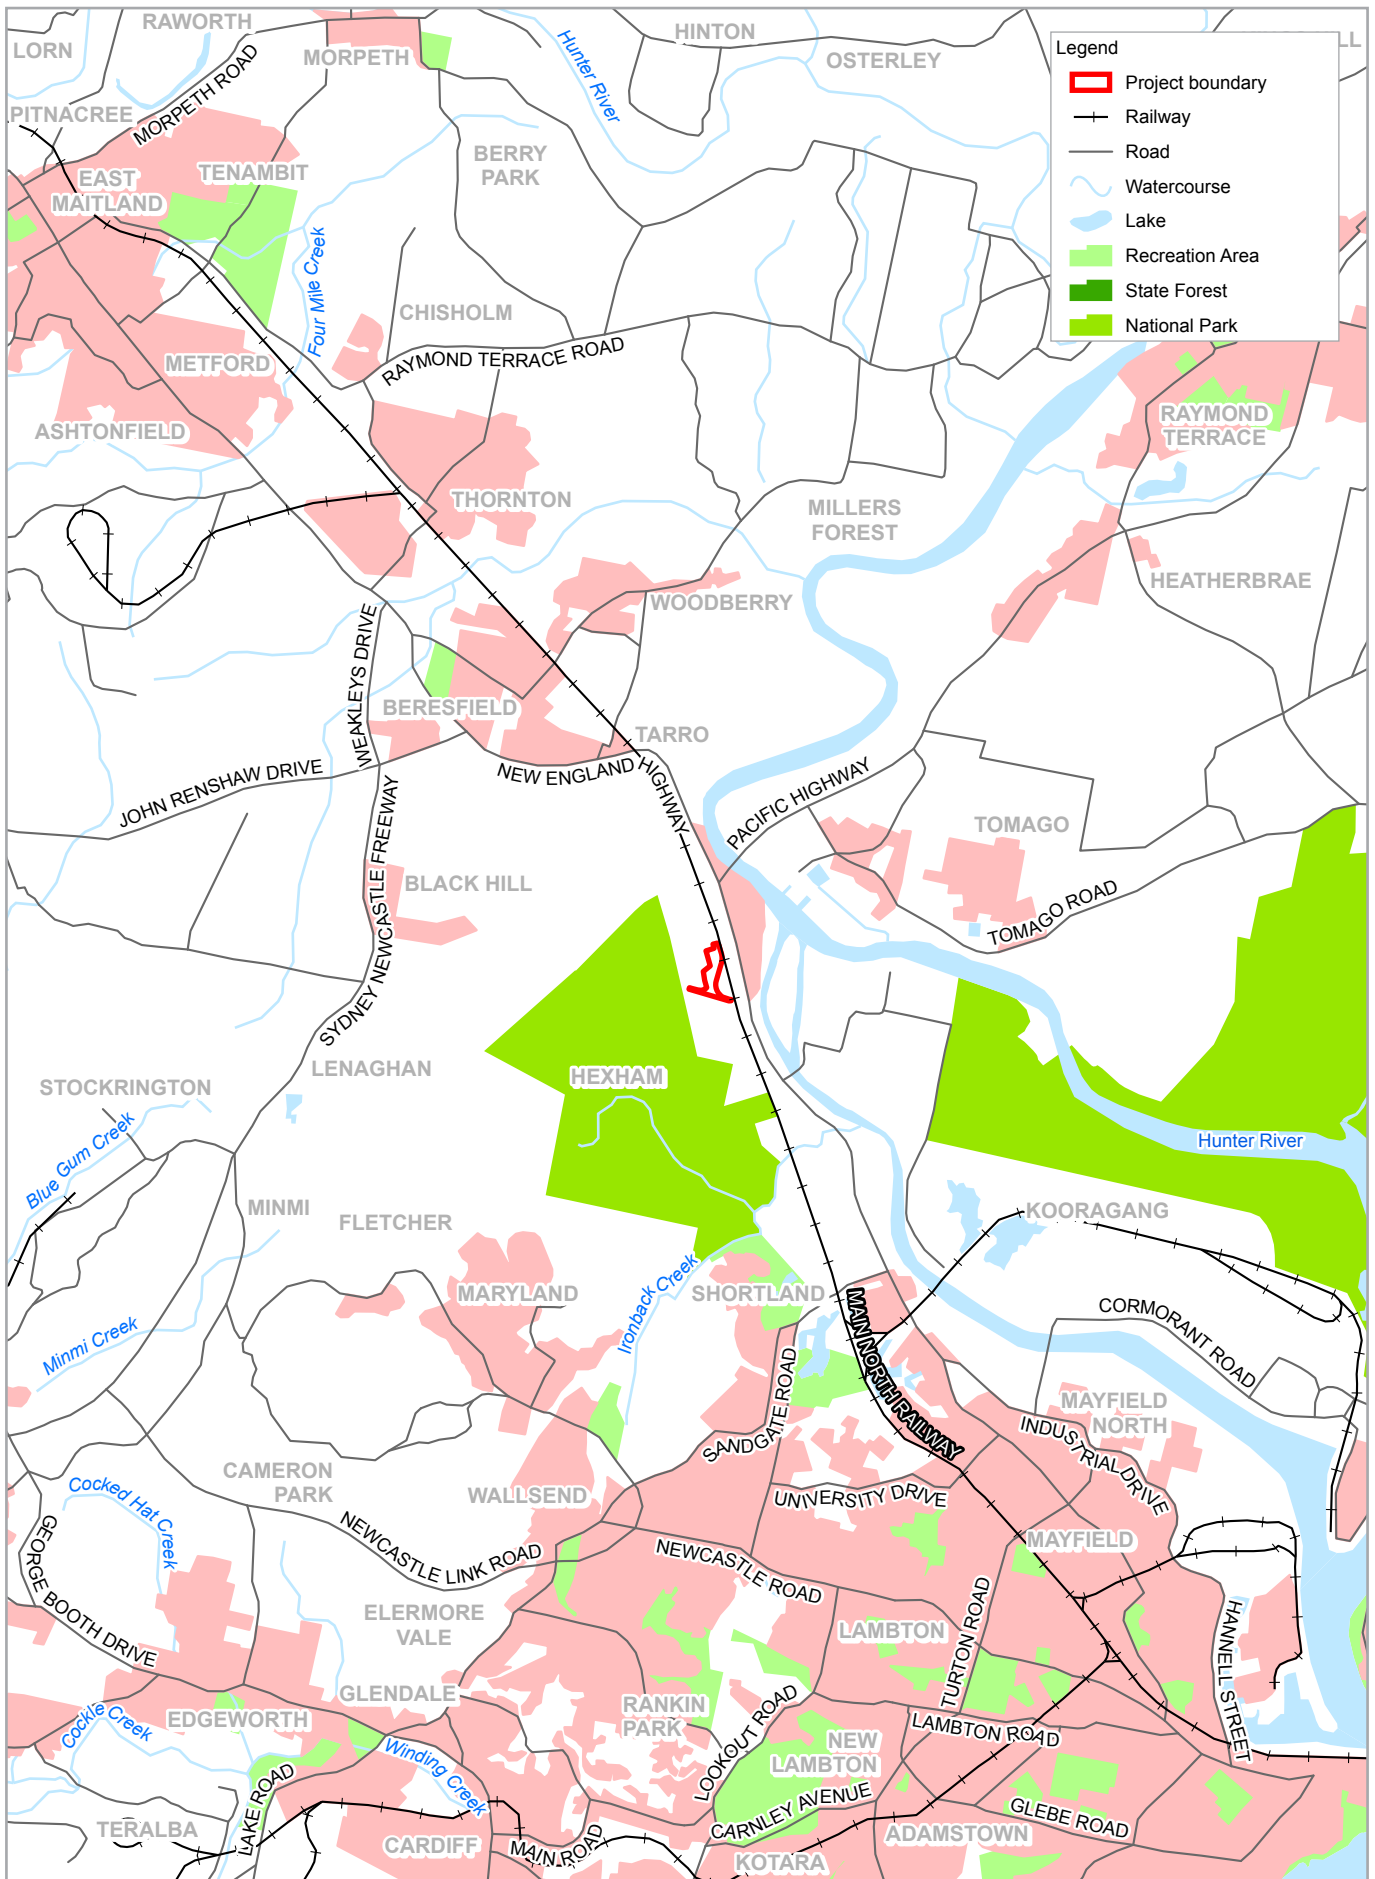 RAWORTH
LORN
MORPETH
HINTON
OSTERLEY
Hunter River
MORPETH ROAD
PITNACREE
Legend
Project boundary
Railway
Road
Watercourse
Lake
Recreation Area
State Forest
National Park
BERRY
PARK
TENAMBIT
EAST
MAITLAND
Four Mile Creek
CHISHOLM
RAYMOND TERRACE ROAD
METFORD
ASHTONFIELD
RAYMOND
TERRACE
THORNTON
MILLERS
FOREST
HEATHERBRAE
WOODBERRY
WEAKLEYS DRIVE
BERESFIELD
TARRO
NEW ENGLAND HIGHWAY
JOHN RENSHAW DRIVE
PACIFIC HIGHWAY
TOMAGO
SYDNEY NEWCASTLE FREEWAY
BLACK HILL
TOMAGO ROAD
LENAGHAN
HEXHAM
STOCKRINGTON
Blue Gum Creek
Hunter River
MINMI
FLETCHER
KOORAGANG
MARYLAND
Ironback Creek
SHORTLAND
MAIN NORTH RAILWAY
CORMORANT ROAD
Minmi Creek
SANDGATE ROAD
MAYFIELD
NORTH
INDUSTRIAL DRIVE
CAMERON
PARK
Cocked Hat Creek
WALLSEND
UNIVERSITY DRIVE
GEORGE BOOTH DRIVE
NEWCASTLE LINK ROAD
NEWCASTLE ROAD
MAYFIELD
ELERMORE
VALE
LAMBTON
TURTON ROAD
HANNELL STREET
GLENDALE
EDGEWORTH
Cockle Creek
RANKIN
PARK
LOOKOUT ROAD
LAMBTON ROAD
NEW
LAMBTON
Winding Creek
LAKE ROAD
TERALBA
CARDIFF
MAIN ROAD
CARNLEY AVENUE
GLEBE ROAD
ADAMSTOWN
KOTARA